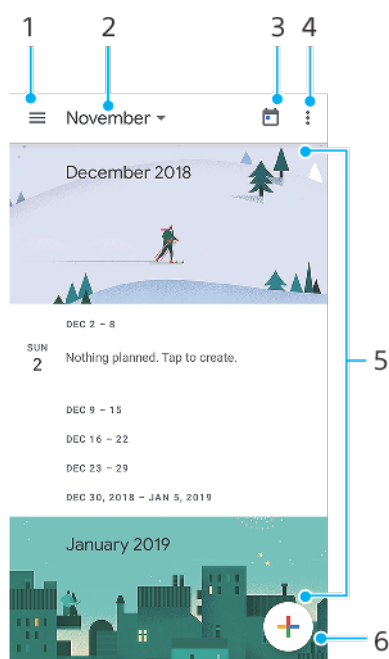 1 2 3 4
November
December 2018
DEC 2 – 8
SUN
2 Nothing planned. Tap to create.
5
DEC 9 – 15
DEC 16 – 22
DEC 23 – 29
DEC 30, 2018 – JAN 5, 2019
January 2019
6